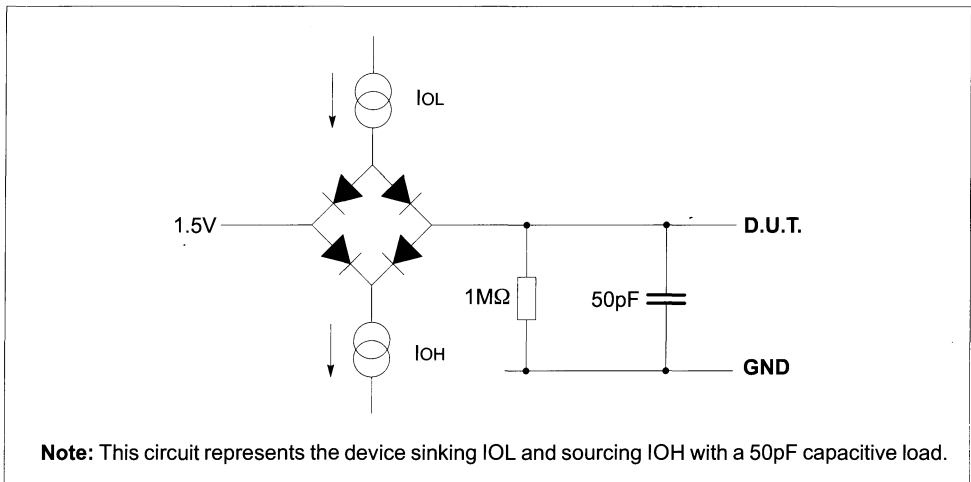 IOL
1.5V
D.U.T.
1MΩ
50pF
IOH
GND
Note: This circuit represents the device sinking IOL and sourcing IOH with a 50pF capacitive load.